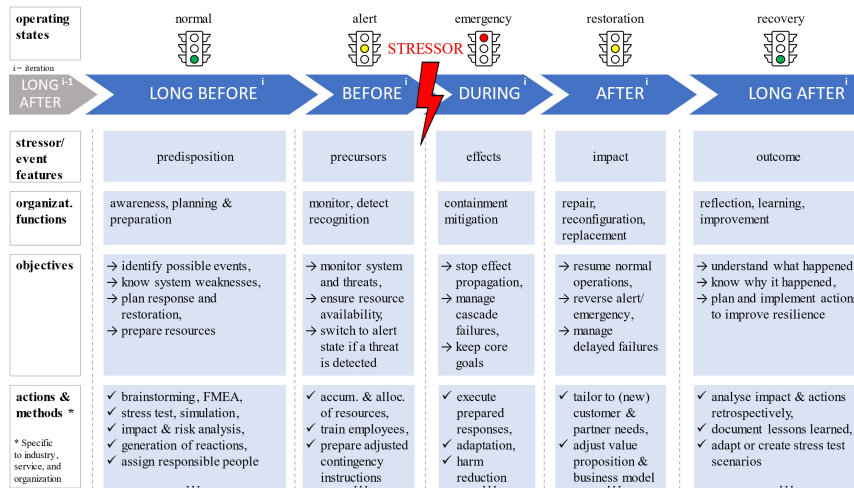 operating
states
normal
alert
emergency
restoration
recovery
STRESSOR
i = iteration
LONG i-1
AFTER
LONG BEFORE i
BEFORE i
DURING i
AFTER i
LONG AFTER i
stressor/
event
features
predisposition
precursors
effects
impact
outcome
organizat.
functions
awareness, planning &
preparation
monitor, detect
recognition
containment
mitigation
repair,
reconfiguration,
replacement
reflection, learning,
improvement
objectives
→ identify possible events,
→ know system weaknesses,
→ plan response and
restoration,
→ prepare resources
→ monitor system
and threats,
→ ensure resource
availability,
→ switch to alert
state if a threat
is detected
→ stop effect
propagation,
→ manage
cascade
failures,
→ keep core
goals
→ resume normal
operations,
→ reverse alert/
emergency,
→ manage
delayed failures
→ understand what happened
→ know why it happened,
→ plan and implement actions
to improve resilience
actions &
methods *
* Specific
to industry,
service, and
organization
✓ brainstorming, FMEA,
✓ stress test, simulation,
✓ impact & risk analysis,
✓ generation of reactions,
✓ assign responsible people
...
✓ accum. & alloc.
of resources,
✓ train employees,
✓ prepare adjusted
contingency
instructions
...
✓ execute
prepared
responses,
✓ adaptation,
✓ harm
reduction
...
✓ tailor to (new)
customer &
partner needs,
✓ adjust value
proposition &
business model
...
✓ analyse impact & actions
retrospectively,
✓ document lessons learned,
✓ adapt or create stress test
scenarios
...